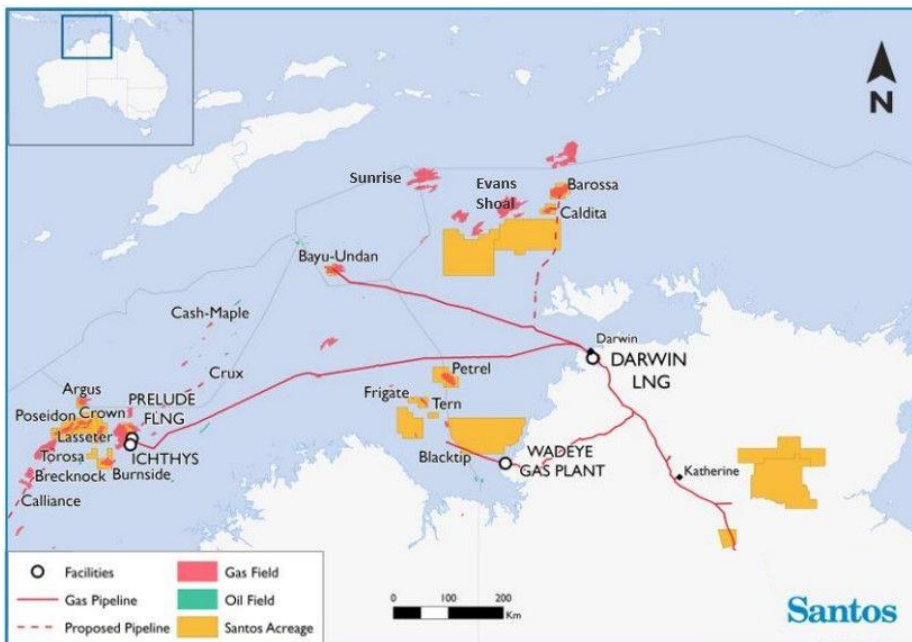 N
Sunrise
Evans
Shoal
Barossa
Caldita
Bayu-Undan
Cash-Maple
Crux
Darwin
DARWIN
LNG
Petrel
Frigate
Tern
Argus
PRELUDE
FLNG
Poseidon
Crown
Lasseter
ICHTHYS
Torosa
Burnside
Brecknock
Calliance
Blacktip
WADEYE
GAS PLANT
Katherine
Facilities
Gas Field
Gas Pipeline
Oil Field
Proposed Pipeline
Santos Acreage
0 100 200
Km
Santos